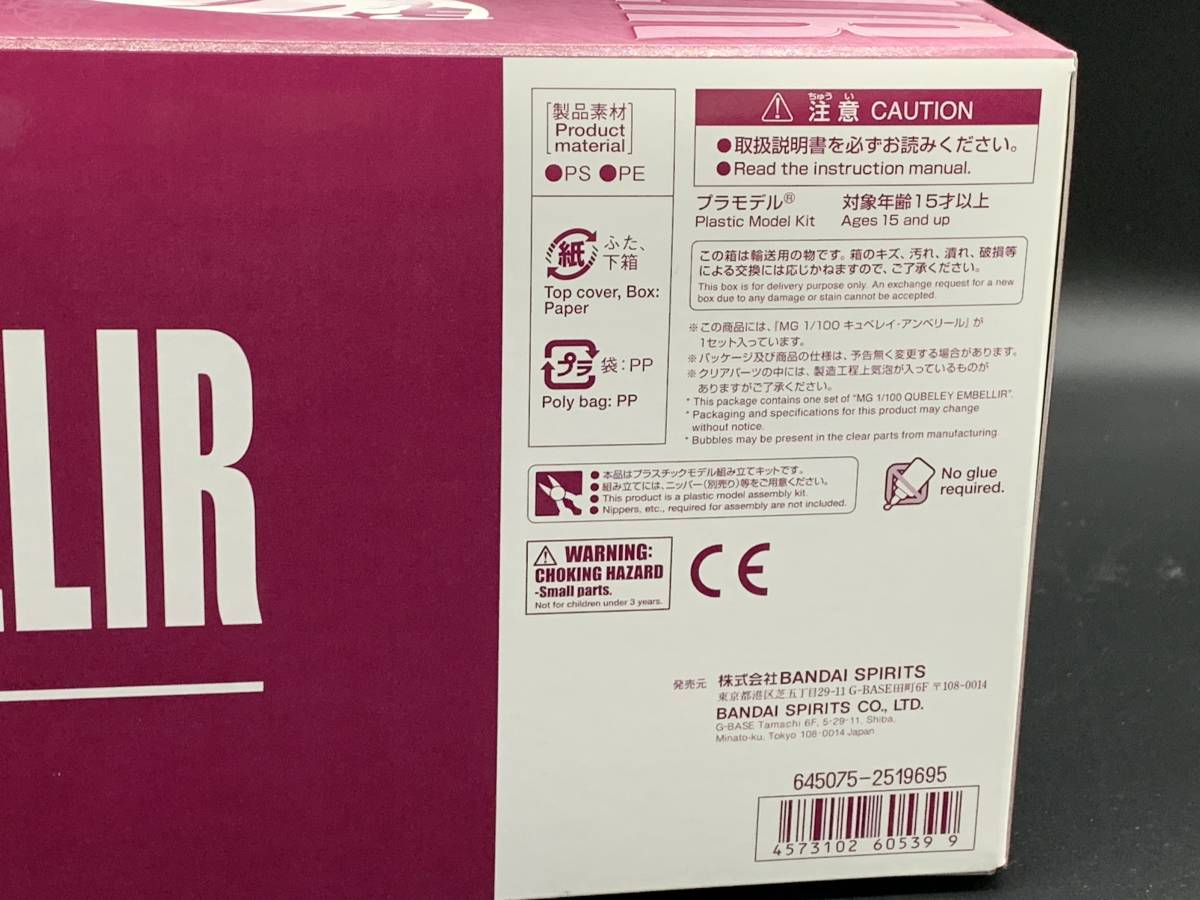 LLIR
[製品素材]
[Product
material]
●PS ●PE
紙
ふた、
下箱
Top cover, Box:
Paper
プラ
袋：PP
Poly bag: PP
ちゅう い
注 意 CAUTION
●取扱説明書を必ずお読みください。
●Read the instruction manual.
プラモデル®
Plastic Model Kit
対象年齢15才以上
Ages 15 and up
この箱は輸送用の物です。箱のキズ、汚れ、潰れ、破損等
による交換には応じかねますので、ご了承ください。
This box is for delivery purpose only. An exchange request for a new
box due to any damage or stain cannot be accepted.
※この商品には、「MG 1/100 キュベレイ・アンベリール」が
1セット入っています。
※パッケージ及び商品の仕様は、予告無く変更する場合があります。
※クリアパーツの中には、製造工程上気泡が入っているものが
ありますがご了承ください。
* This package contains one set of “MG 1/100 QUBELEY EMBELLIR”.
* Packaging and specifications for this product may change
without notice.
* Bubbles may be present in the clear parts from manufacturing
●本品はプラスチックモデル組み立てキットです。
●組み立てには、ニッパー（別売り）等をご用意ください。
●This product is a plastic model assembly kit.
●Nippers, etc., required for assembly are not included.
No glue
required.
WARNING:
CHOKING HAZARD
-Small parts.
Not for children under 3 years.
CE
発売元 株式会社BANDAI SPIRITS
東京都港区芝五丁目29-11 G-BASE田町6F 〒108-0014
BANDAI SPIRITS CO., LTD.
G-BASE Tamachi 6F, 5-29-11, Shiba,
Minato-ku, Tokyo 108-0014 Japan
645075-2519695
4573102 60539 9